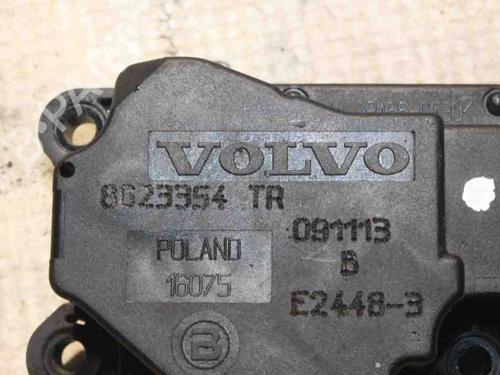 VOLVO
8623354 TR
091113
POLAND
B
16075
E2448-3
B